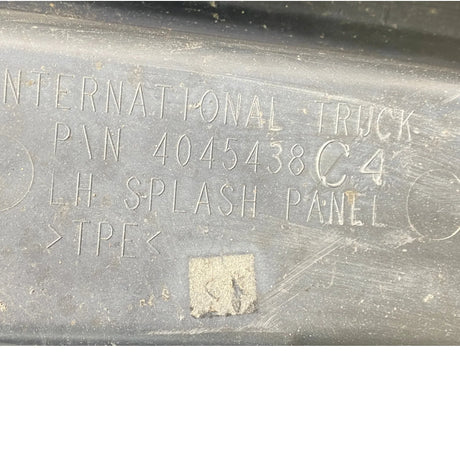 INTERNATIONAL TRUCK
P\N 4045438C4
LH SPLASH PANEL
>TPE<